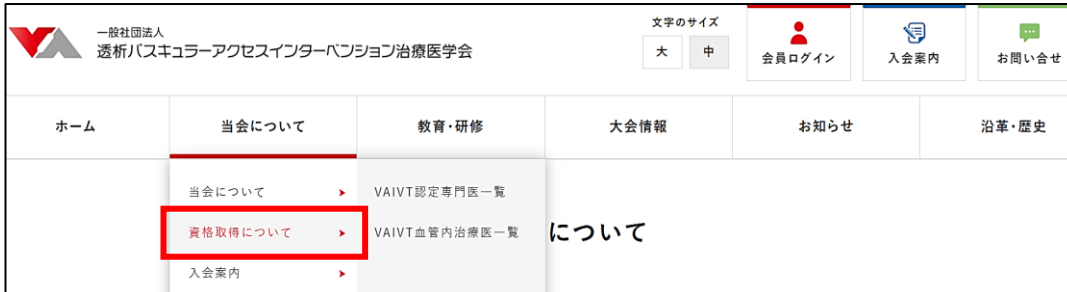 一般社団法人
透析バスキュラーアクセスインターベンション治療医学会
文字のサイズ
大 中
会員ログイン
入会案内
お問い合せ
ホーム
当会について
教育・研修
大会情報
お知らせ
沿革・歴史
当会について
VAIVT認定専門医一覧
資格取得について
VAIVT血管内治療医一覧
について
入会案内